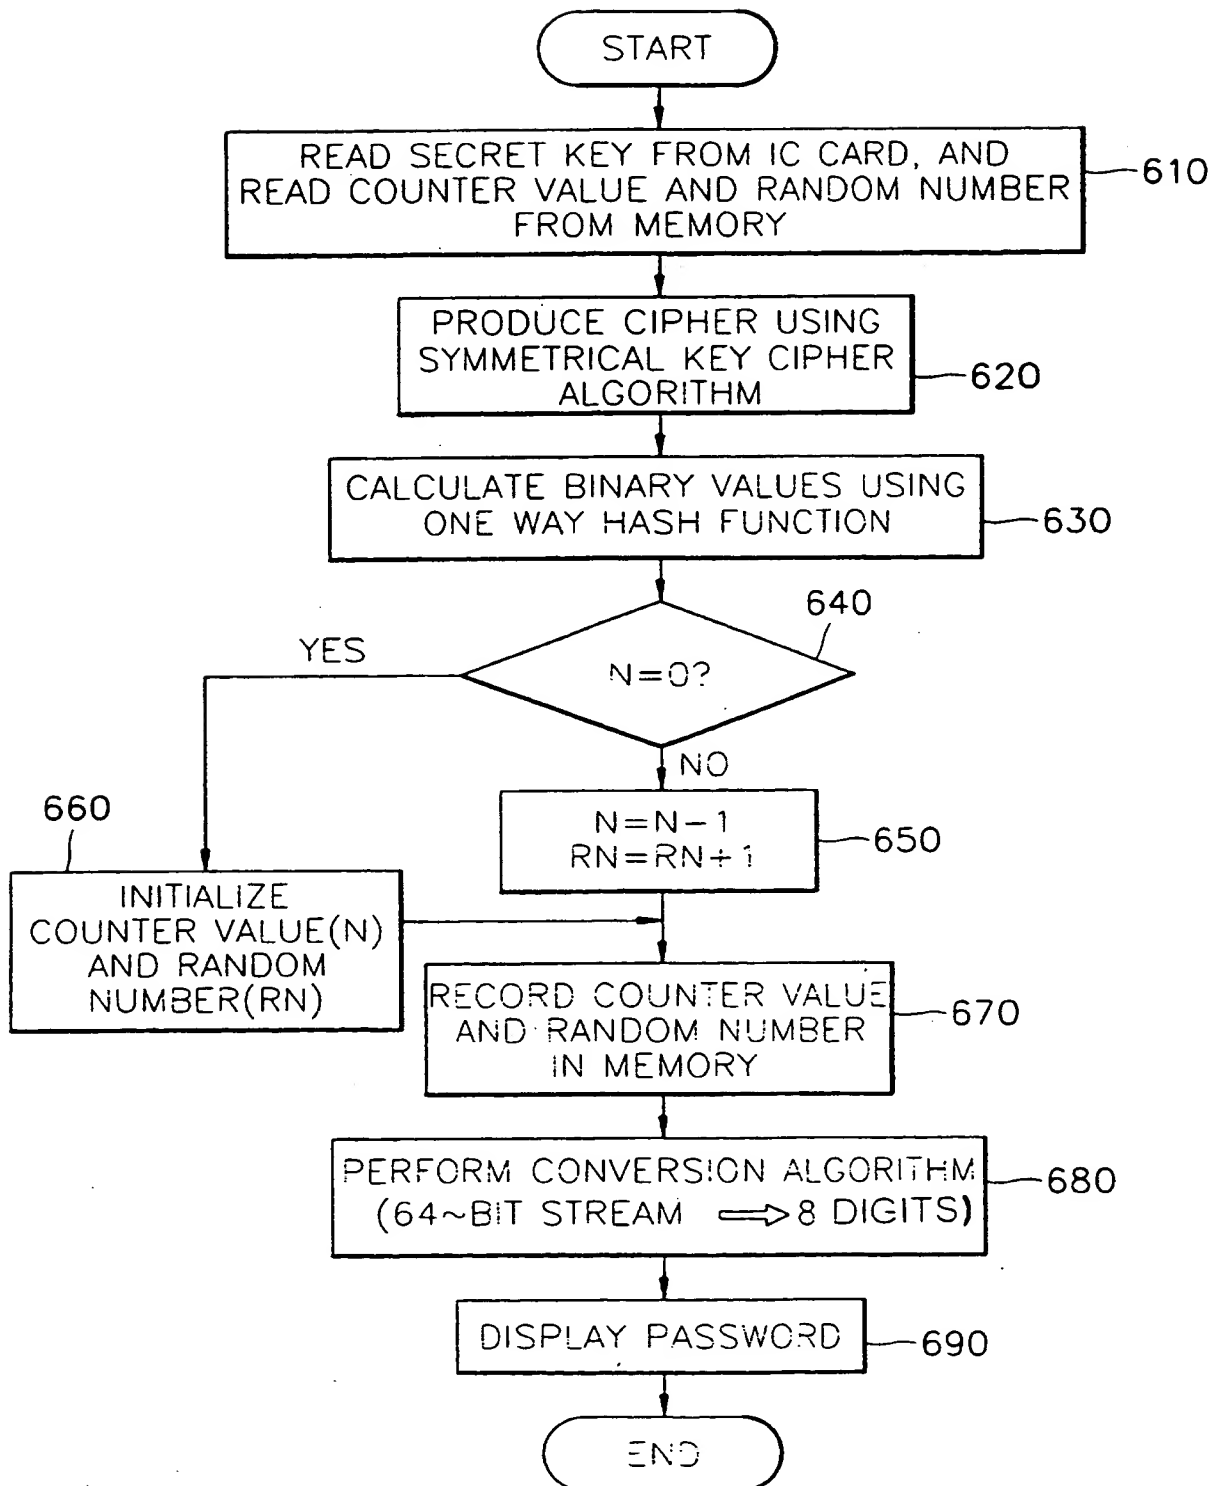 START
READ SECRET KEY FROM IC CARD, AND
READ COUNTER VALUE AND RANDOM NUMBER
FROM MEMORY
610
PRODUCE CIPHER USING
SYMMETRICAL KEY CIPHER
ALGORITHM
620
CALCULATE BINARY VALUES USING
ONE WAY HASH FUNCTION
630
640
YES
N=0?
NO
660
N=N-1
RN=RN+1
650
INITIALIZE
COUNTER VALUE(N)
AND RANDOM
NUMBER(RN)
RECORD COUNTER VALUE
AND RANDOM NUMBER
IN MEMORY
670
PERFORM CONVERSION ALGORITHM
(64~BIT STREAM ⇒ 8 DIGITS)
680
DISPLAY PASSWORD
690
END